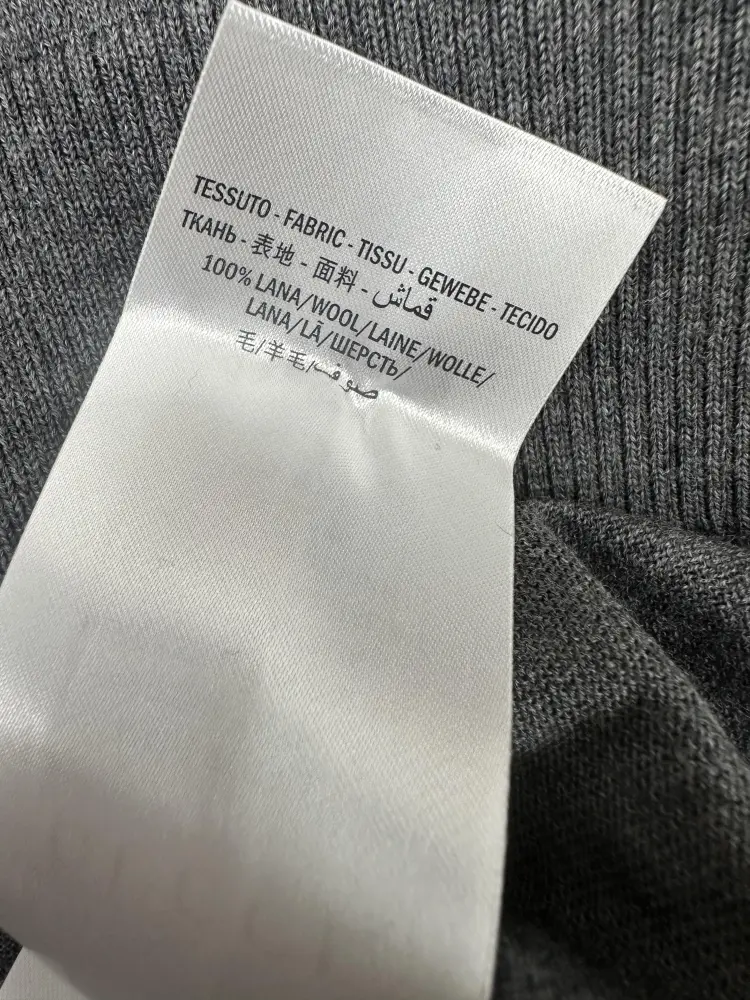 TESSUTO - FABRIC - TISSU - GEWEBE - TECIDO
ТКАНЬ - 表地 - 面料 - قماش
100% LANA/WOOL/LAINE/WOLLE/
LANA/LÃ/ШЕРСТЬ/
毛/羊毛/صوف